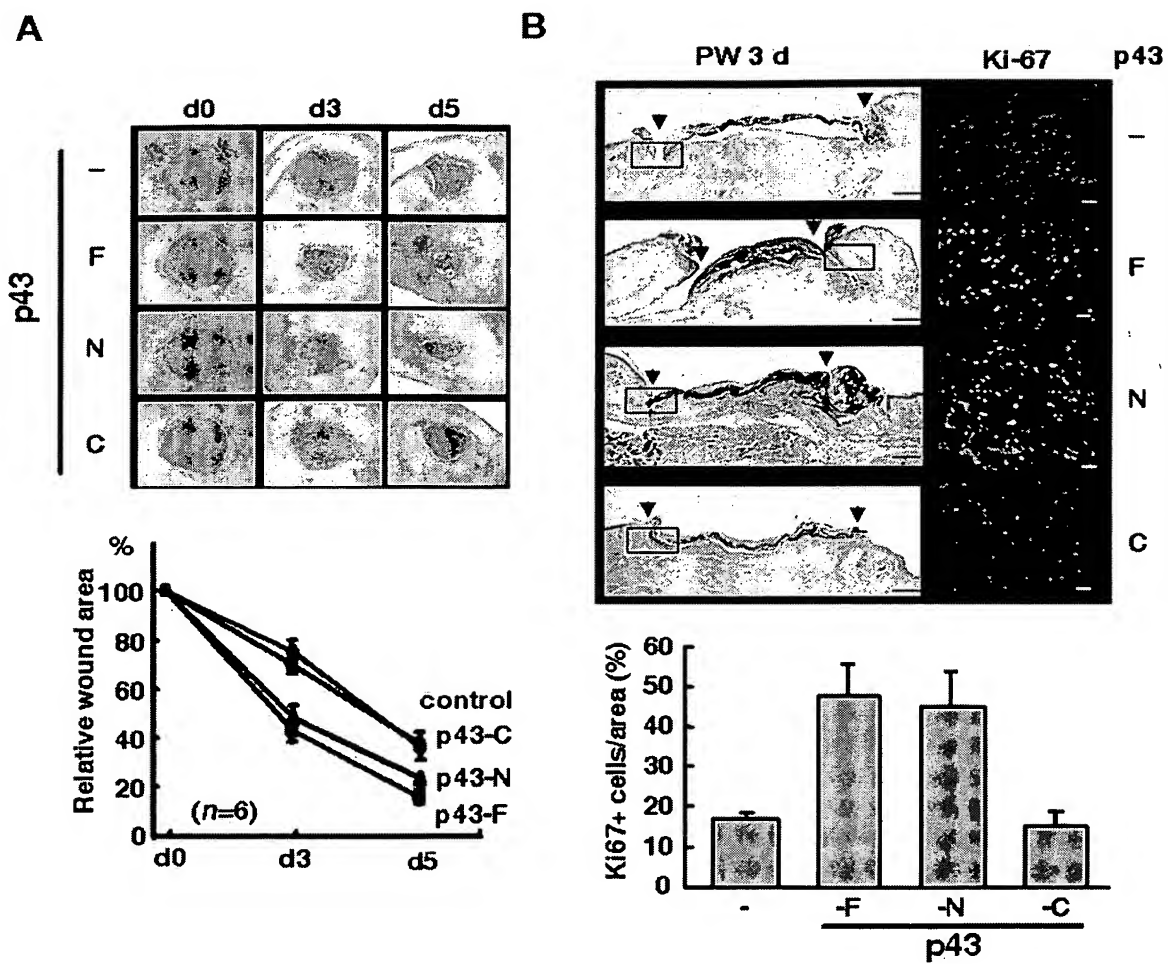 A
d0 d3 d5
–
F
N
C
p43
%
100
80
60
40
20
0
Relative wound area
control
p43-C
p43-N
p43-F
(n=6)
d0 d3 d5
B
PW 3 d Ki-67 p43
–
F
N
C
60
50
40
30
20
10
0
Ki67+ cells/area (%)
- -F -N -C
p43